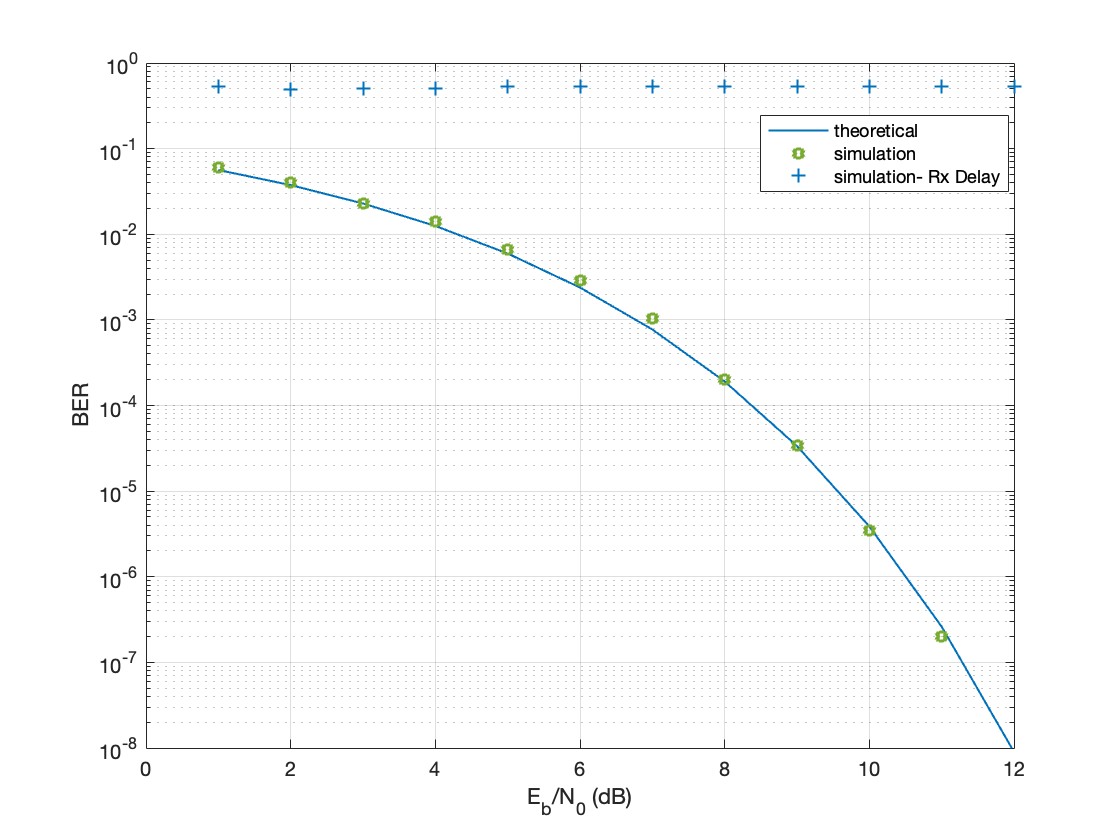 10^0
10^-1
10^-2
10^-3
10^-4
10^-5
10^-6
10^-7
10^-8
BER
theoretical
simulation
simulation- Rx Delay
0 2 4 6 8 10 12
E_b/N_0 (dB)